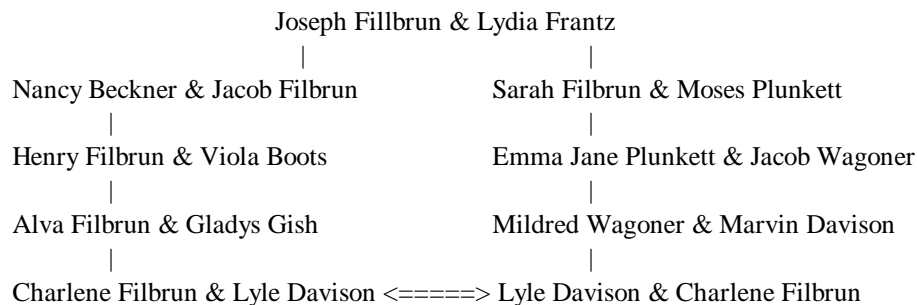 Joseph Fillbrun & Lydia Frantz
| |
Nancy Beckner & Jacob Filbrun Sarah Filbrun & Moses Plunkett
| |
Henry Filbrun & Viola Boots Emma Jane Plunkett & Jacob Wagoner
| |
Alva Filbrun & Gladys Gish Mildred Wagoner & Marvin Davison
| |
Charlene Filbrun & Lyle Davison <=====> Lyle Davison & Charlene Filbrun